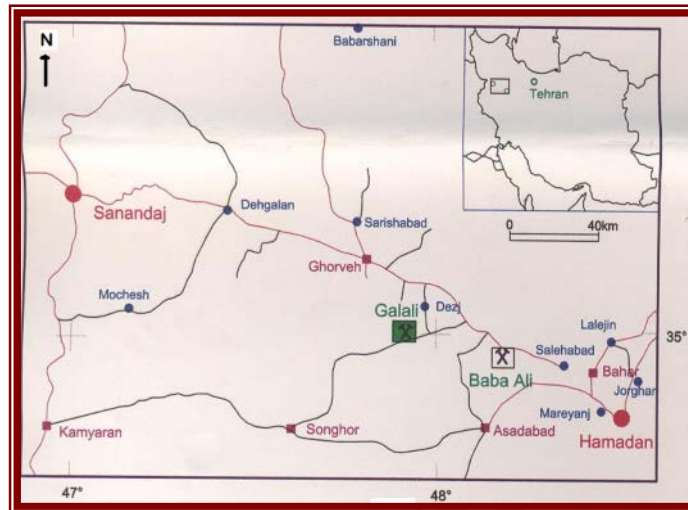 N
Babarshani
Tehran
0 40km
Sanandaj
Dehgalan
Sarishabad
Ghorveh
Mochesh
Galali
Dezj
35°
Lalejin
Salehabad
Baba Ali
Bahar
Jorghan
Mareyanj
Kamyaran
Songhor
Asadabad
Hamadan
47°
48°